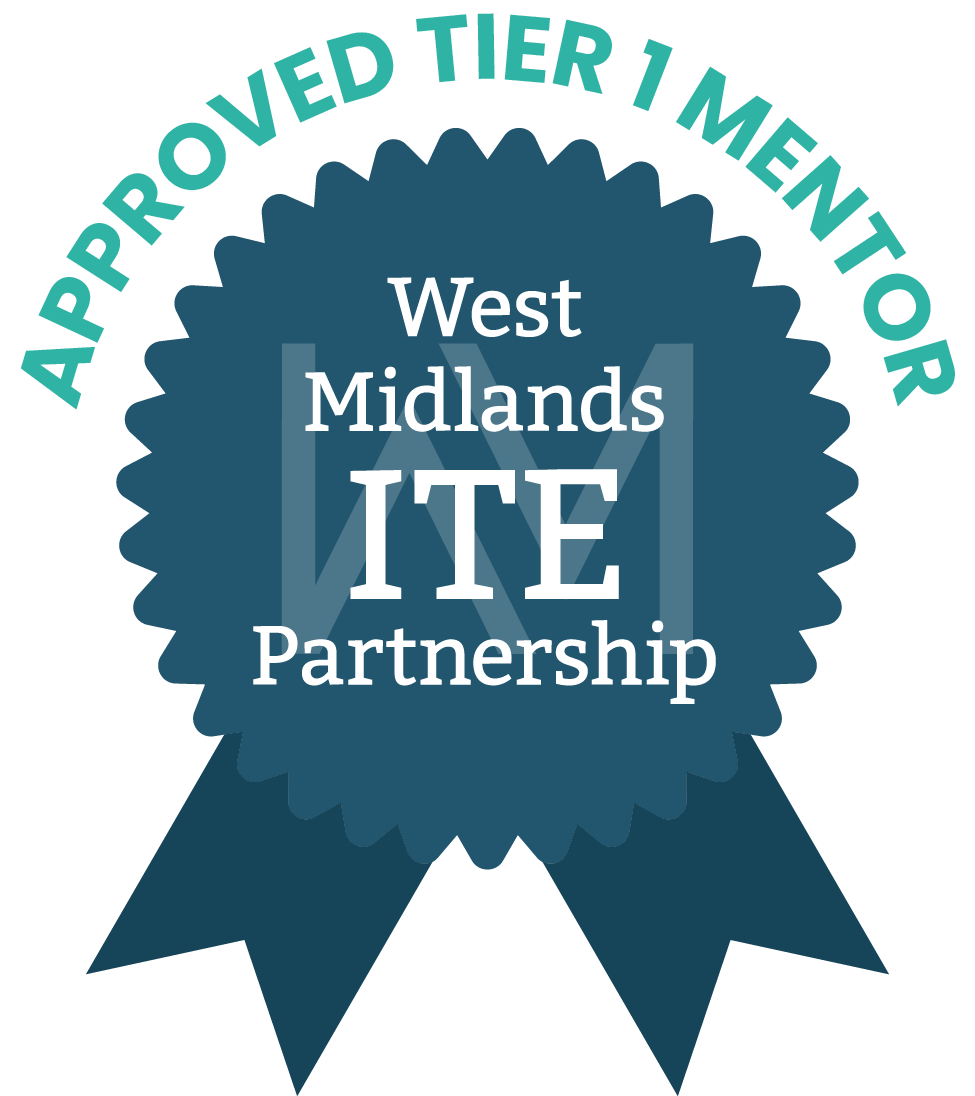 APPROVED TIER 1 MENTOR
West
Midlands
ITE
Partnership